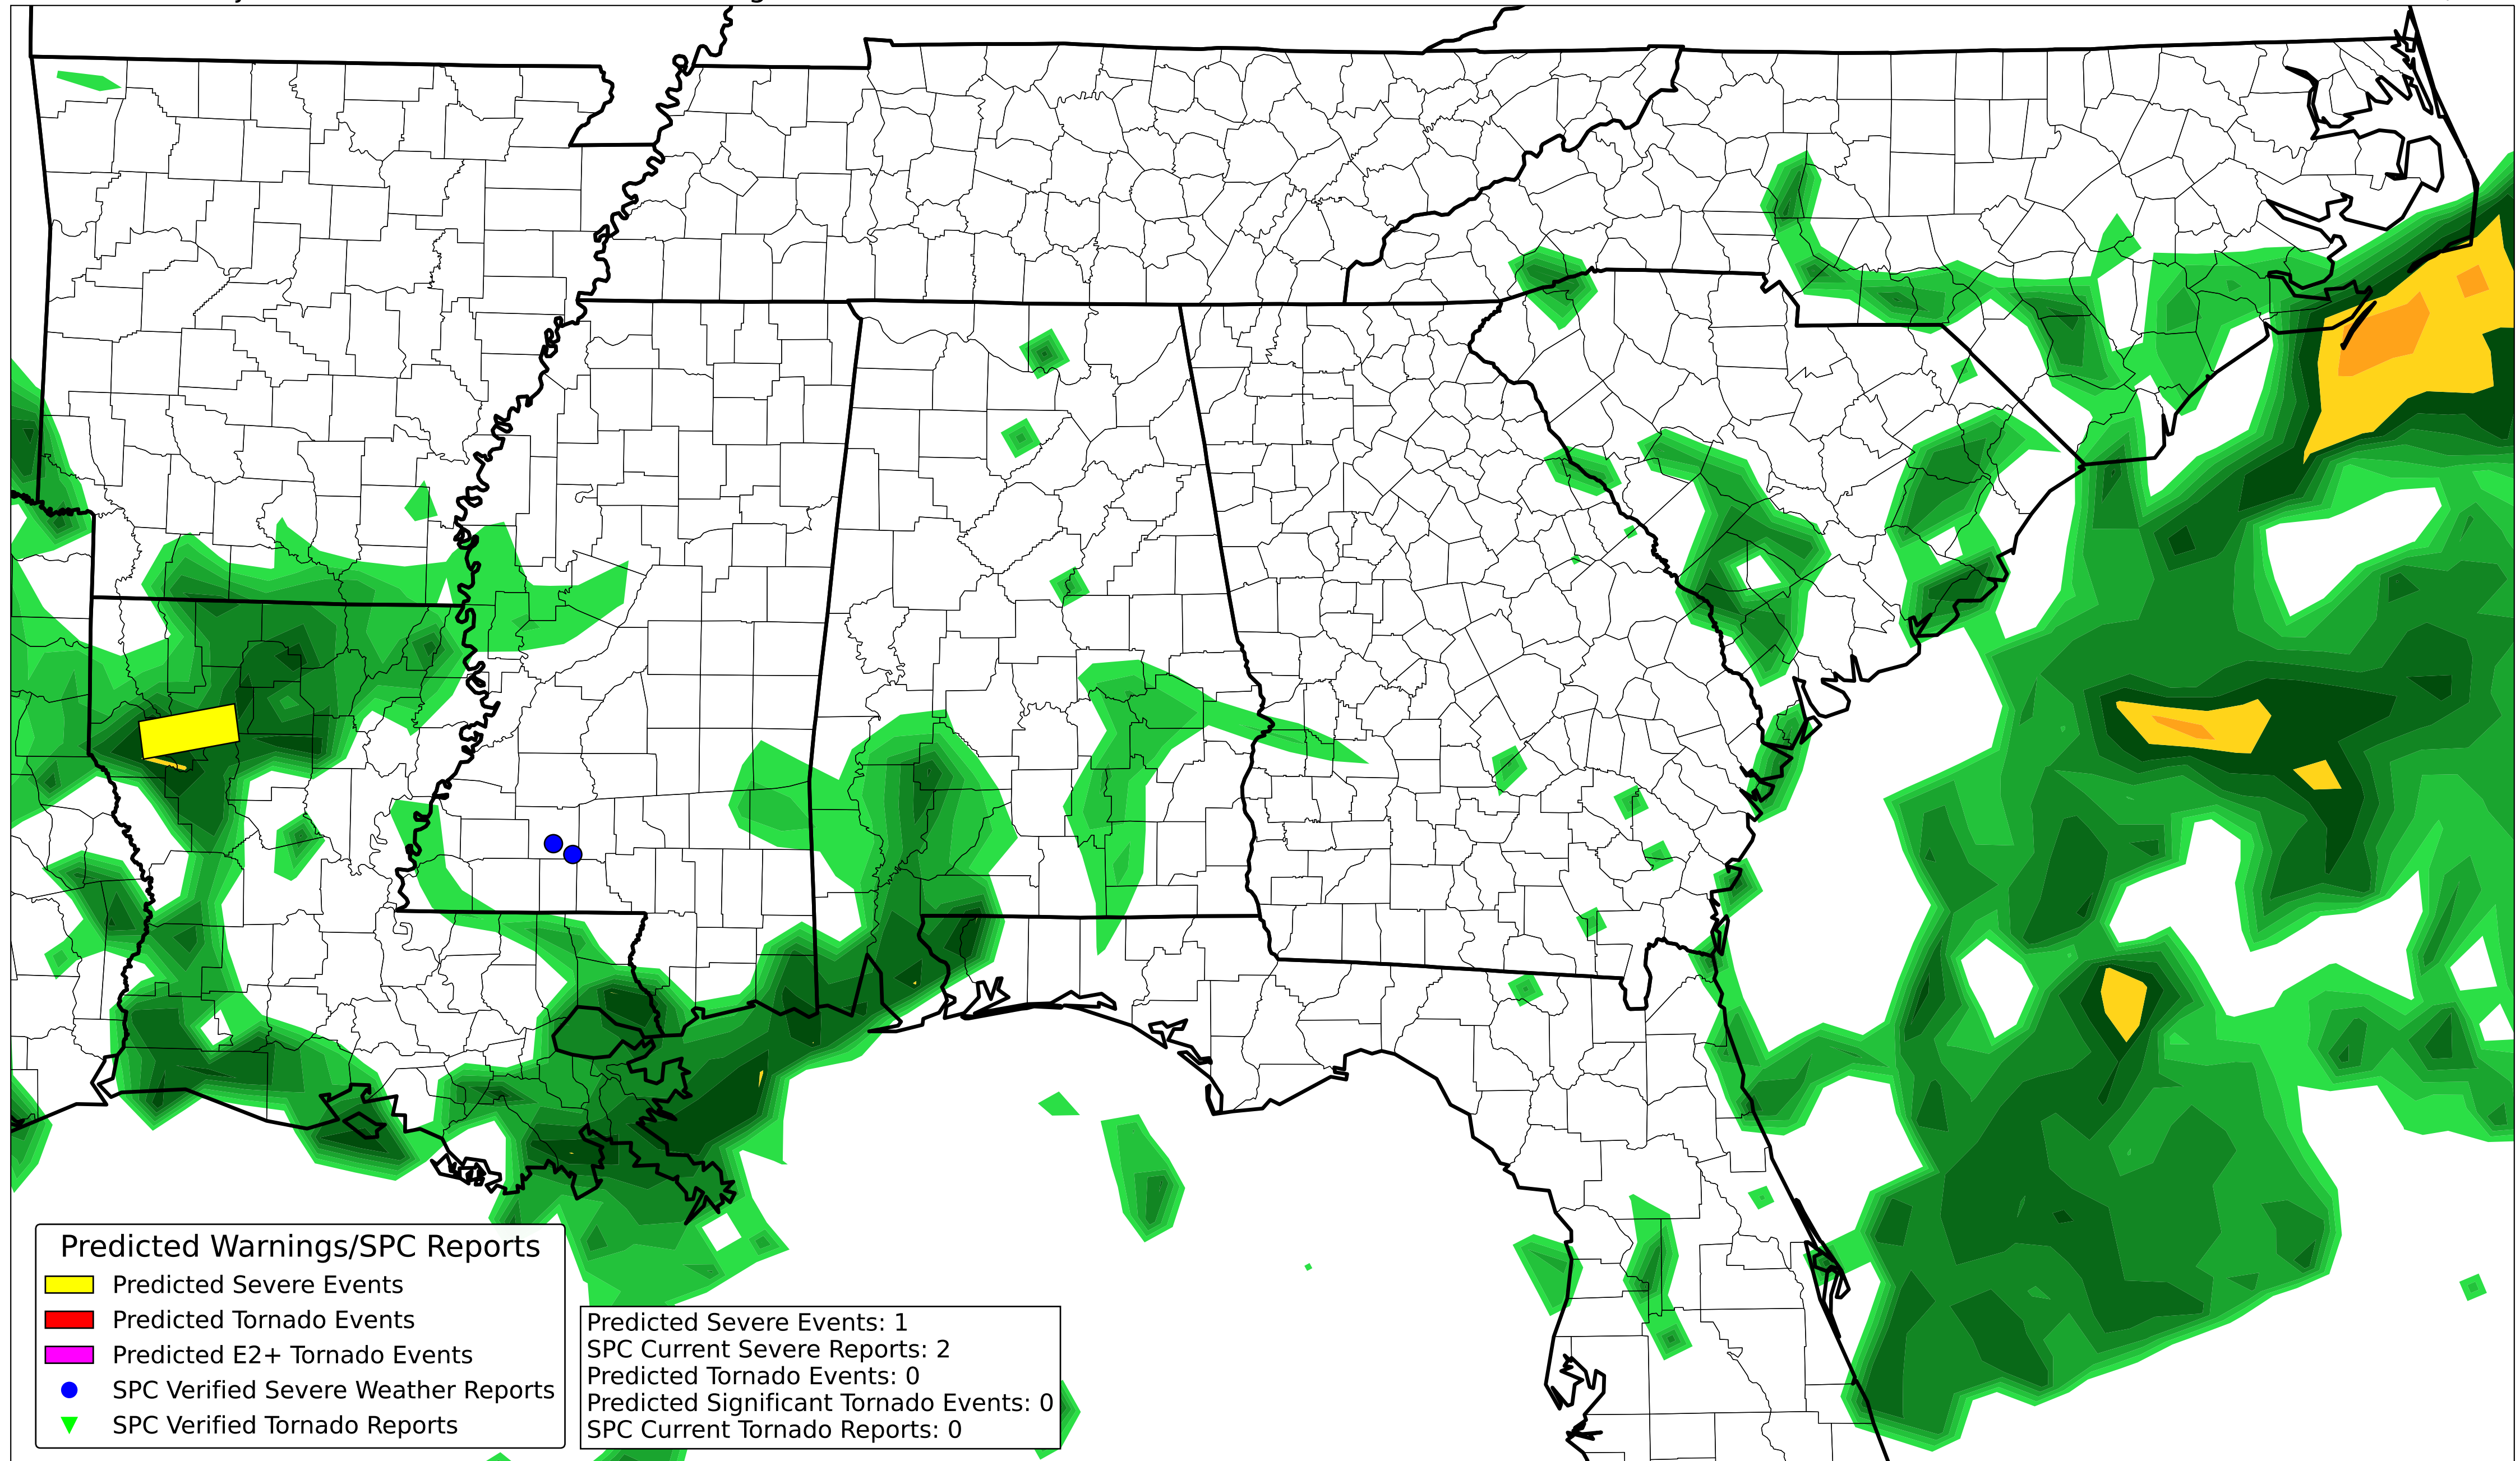 Predicted Warnings/SPC Reports
Predicted Severe Events
Predicted Tornado Events
Predicted E2+ Tornado Events
SPC Verified Severe Weather Reports
SPC Verified Tornado Reports
Predicted Severe Events: 1
SPC Current Severe Reports: 2
Predicted Tornado Events: 0
Predicted Significant Tornado Events: 0
SPC Current Tornado Reports: 0